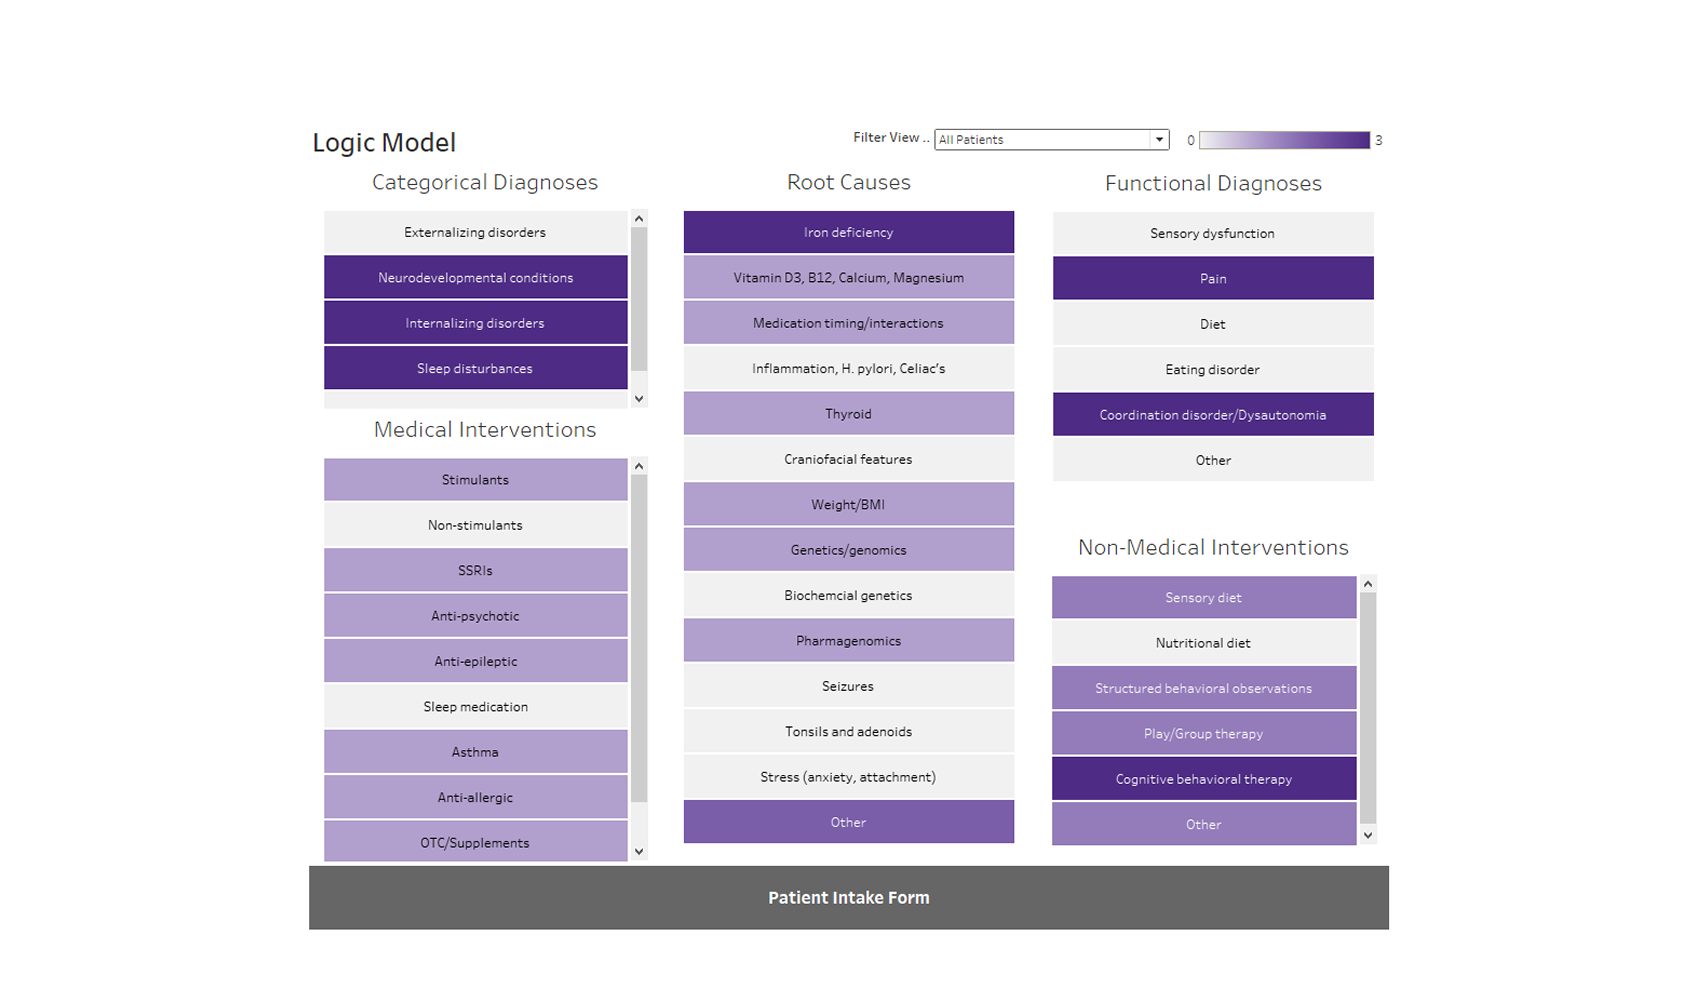 Logic Model
Filter View ..
All Patients
0
3
Categorical Diagnoses
Externalizing disorders
Neurodevelopmental conditions
Internalizing disorders
Sleep disturbances
Medical Interventions
Stimulants
Non-stimulants
SSRIs
Anti-psychotic
Anti-epileptic
Sleep medication
Asthma
Anti-allergic
OTC/Supplements
Root Causes
Iron deficiency
Vitamin D3, B12, Calcium, Magnesium
Medication timing/interactions
Inflammation, H. pylori, Celiac’s
Thyroid
Craniofacial features
Weight/BMI
Genetics/genomics
Biochemcial genetics
Pharmagenomics
Seizures
Tonsils and adenoids
Stress (anxiety, attachment)
Other
Functional Diagnoses
Sensory dysfunction
Pain
Diet
Eating disorder
Coordination disorder/Dysautonomia
Other
Non-Medical Interventions
Sensory diet
Nutritional diet
Structured behavioral observations
Play/Group therapy
Cognitive behavioral therapy
Other
Patient Intake Form